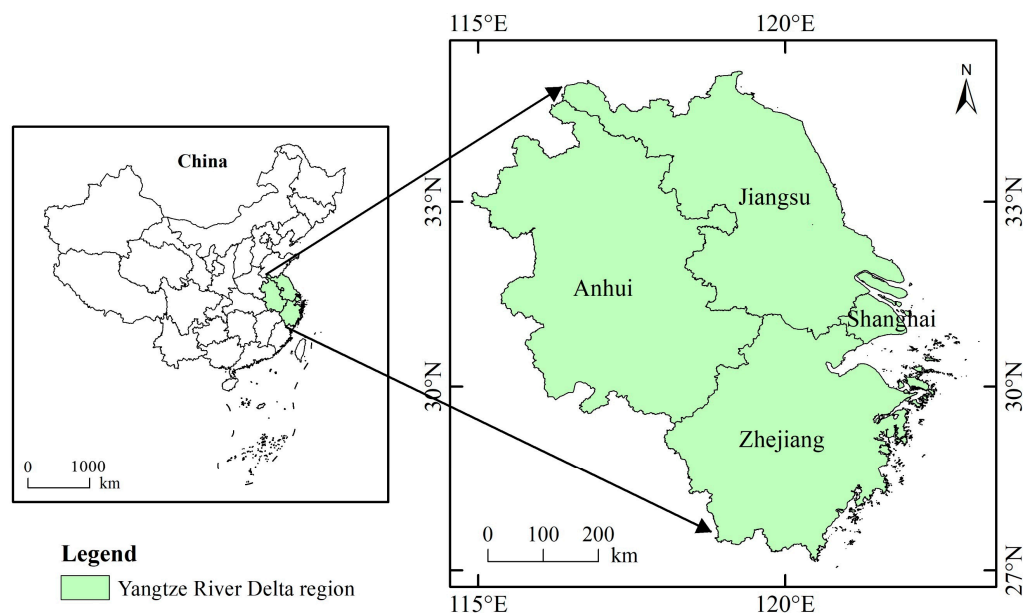 115°E 120°E
N
China
Jiangsu
33°N 33°N
Anhui
Shanghai
30°N 30°N
Zhejiang
0 1000
km
0 100 200
km
Legend
Yangtze River Delta region
27°N
115°E 120°E